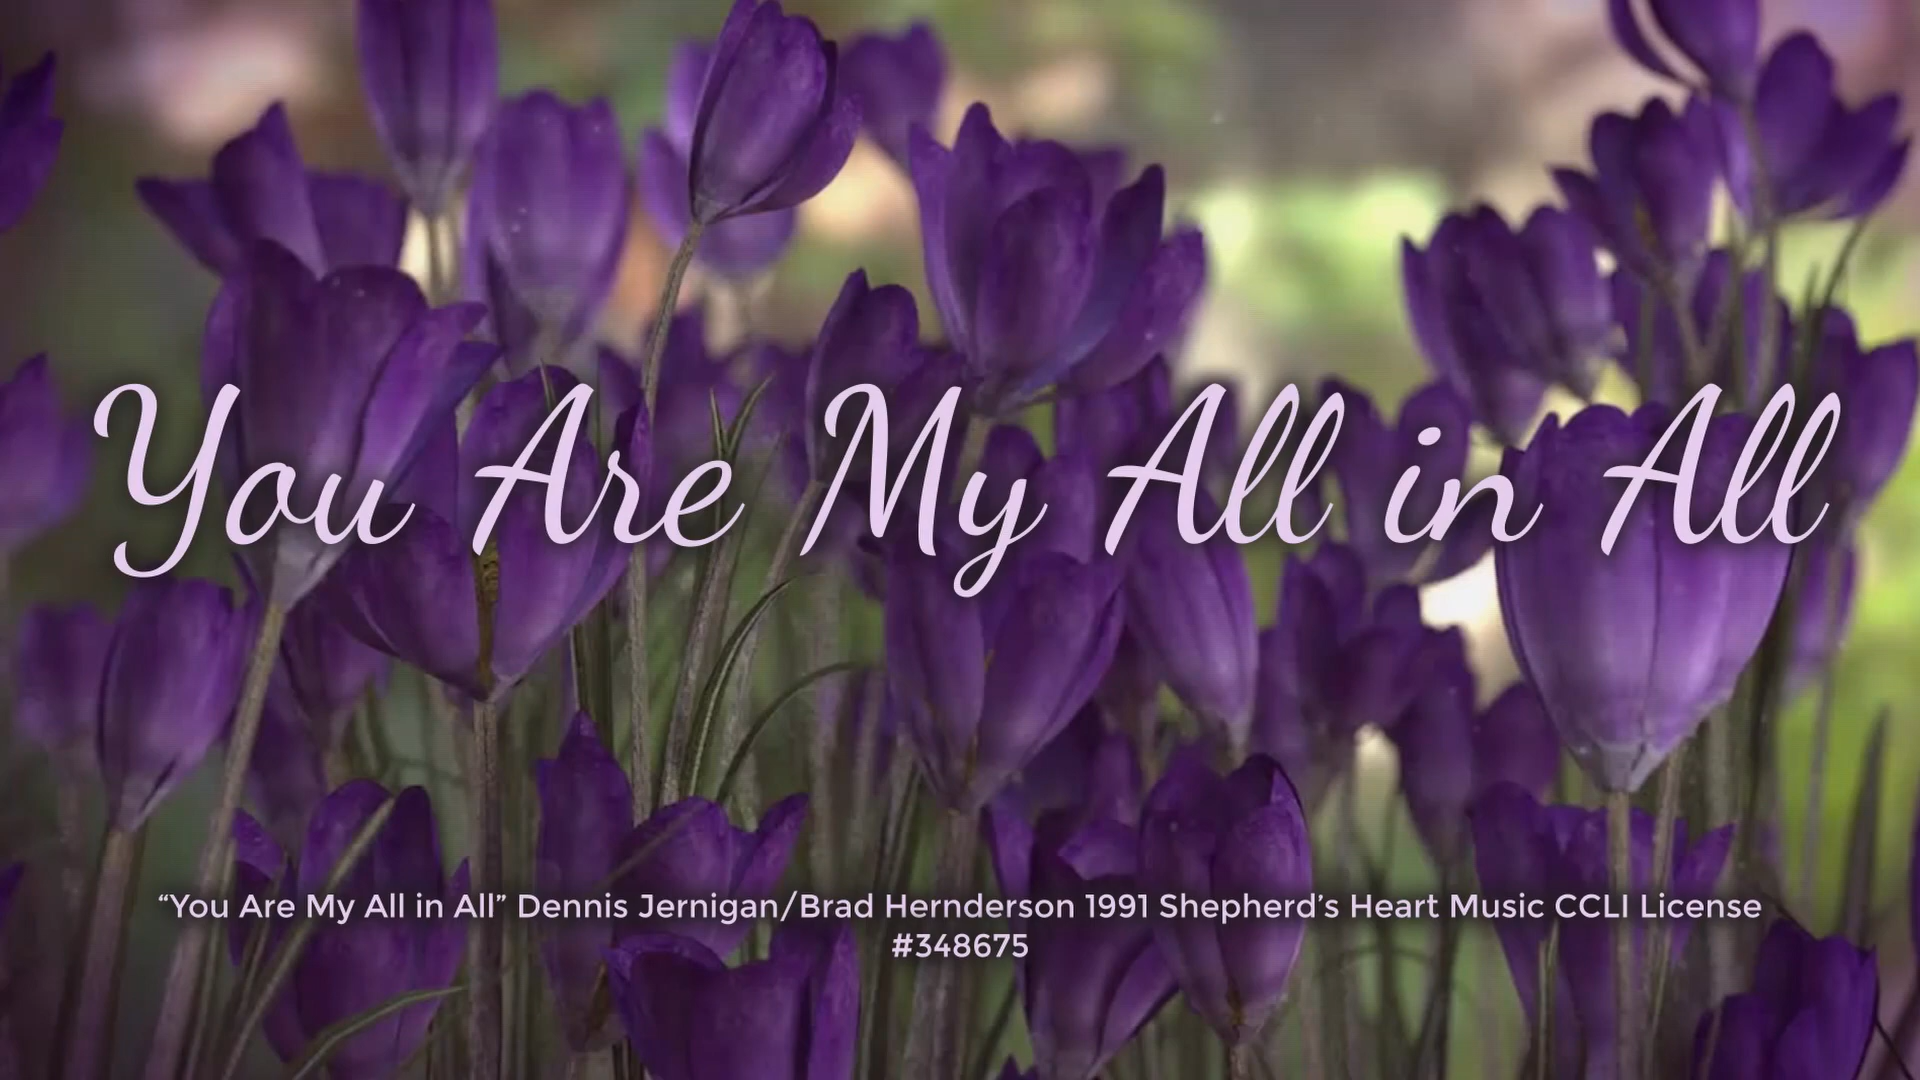 You Are My All in All
“You Are My All in All” Dennis Jernigan/Brad Hernderson 1991 Shepherd’s Heart Music CCLI License
#348675